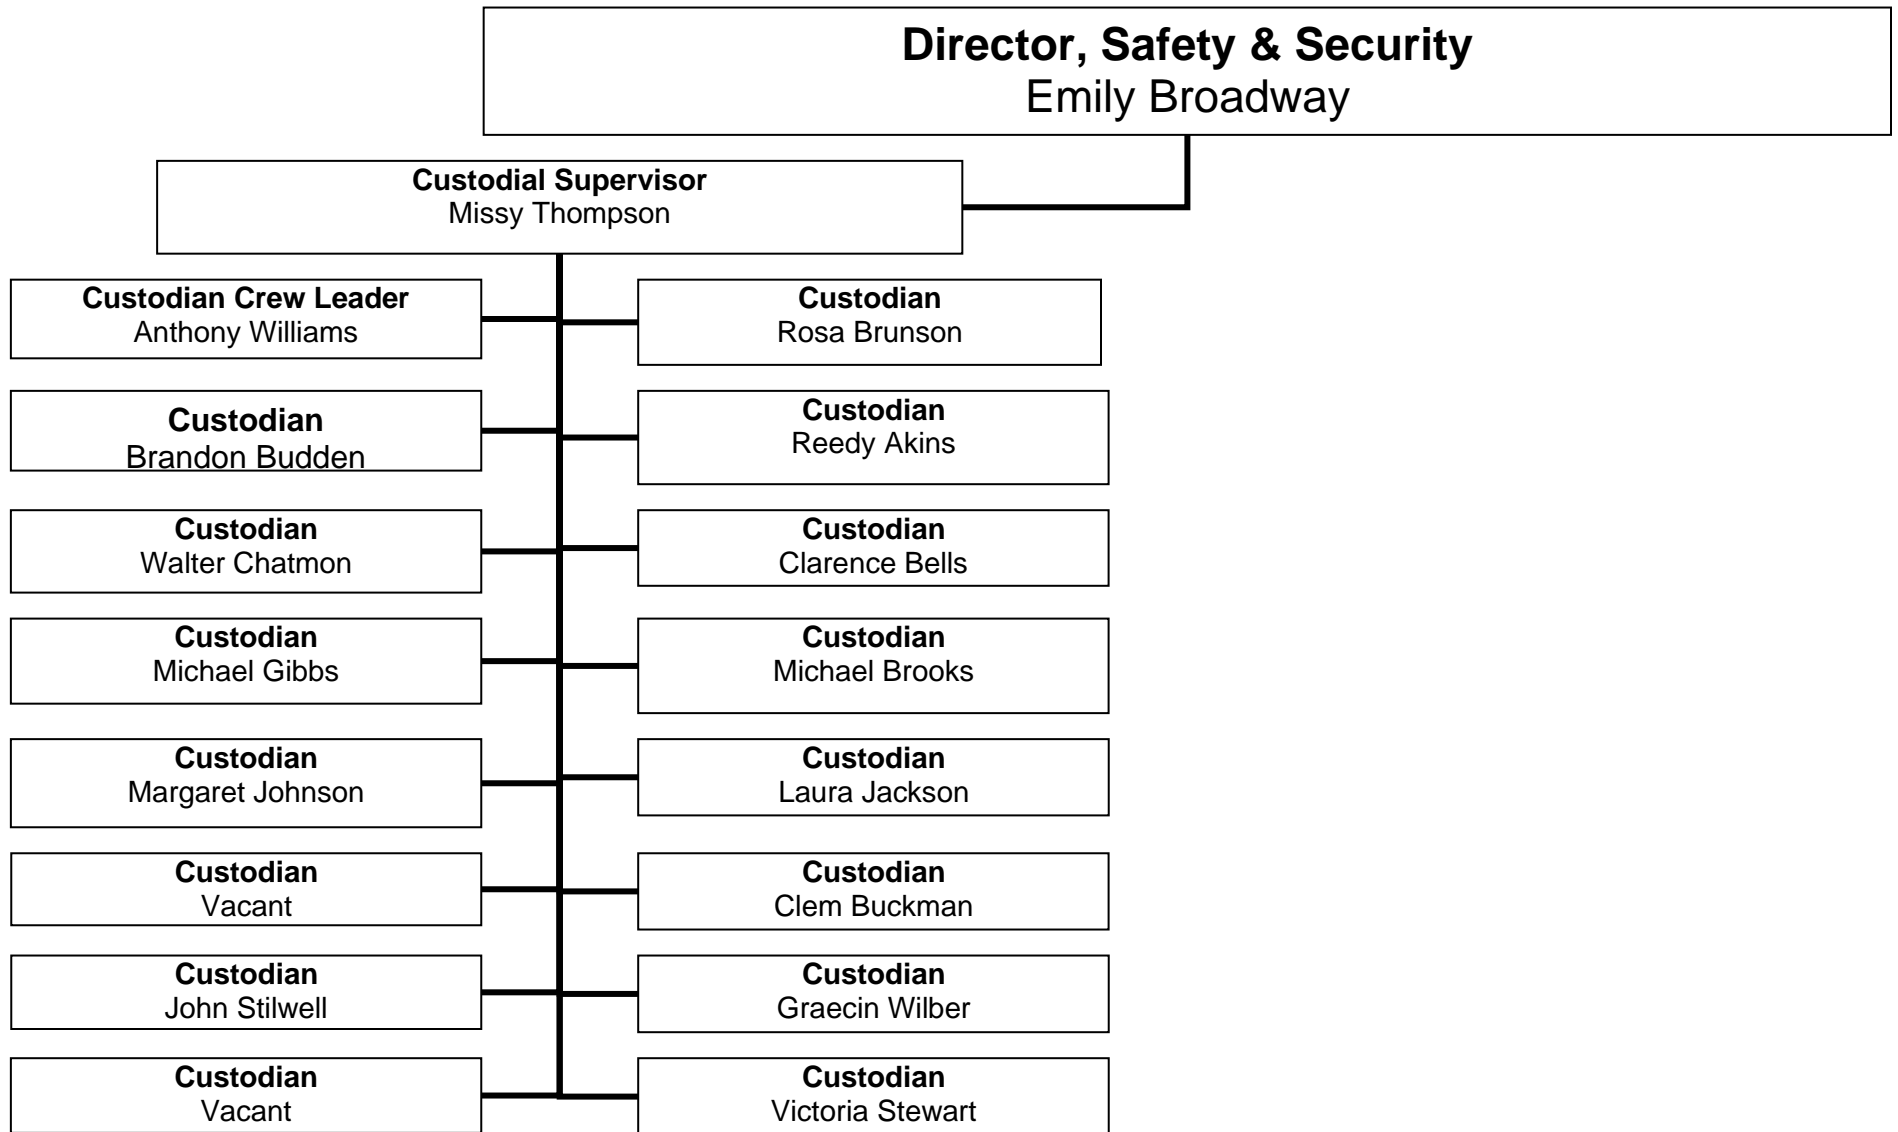 Director, Safety & Security
Emily Broadway
Custodial Supervisor
Missy Thompson
Custodian Crew Leader
Anthony Williams
Custodian
Rosa Brunson
Custodian
Brandon Budden
Custodian
Reedy Akins
Custodian
Walter Chatmon
Custodian
Clarence Bells
Custodian
Michael Gibbs
Custodian
Michael Brooks
Custodian
Margaret Johnson
Custodian
Laura Jackson
Custodian
Vacant
Custodian
Clem Buckman
Custodian
John Stilwell
Custodian
Graecin Wilber
Custodian
Vacant
Custodian
Victoria Stewart